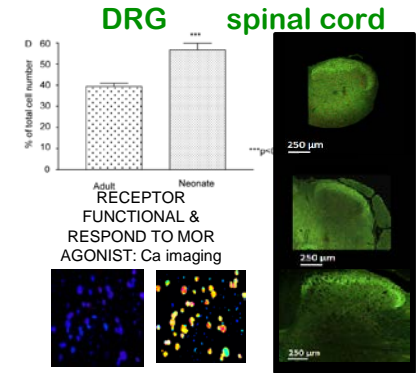 DRG spinal cord
D
% of total cell number
60
50
40
30
20
10
0
***
***p<0
Adult
Neonate
RECEPTOR
FUNCTIONAL &
RESPOND TO MOR
AGONIST: Ca imaging
250 µm
250 µm
250 µm